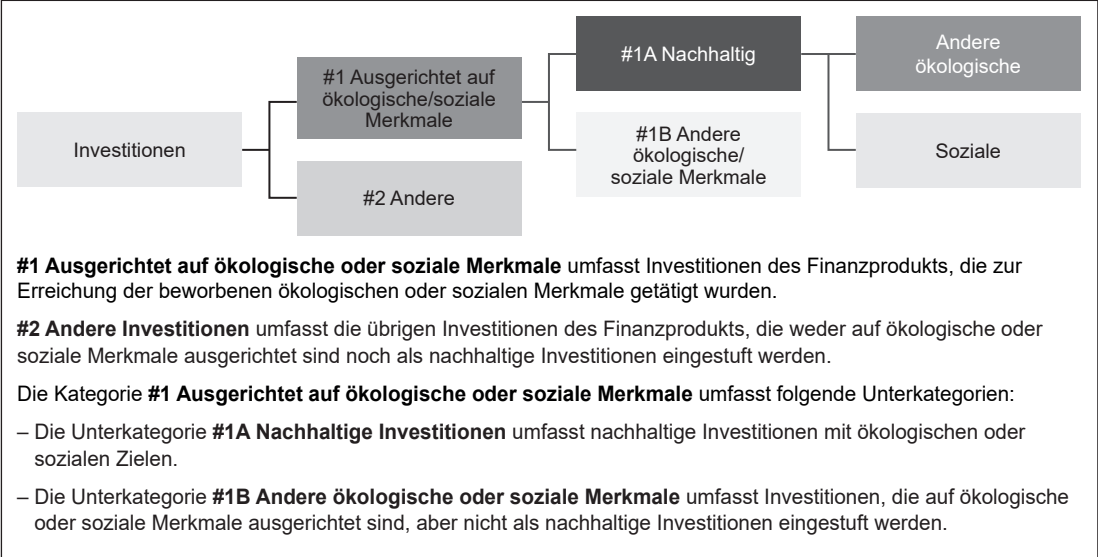 Investitionen
#1 Ausgerichtet auf
ökologische/soziale
Merkmale
#2 Andere
#1A Nachhaltig
#1B Andere
ökologische/
soziale Merkmale
Andere
ökologische
Soziale
#1 Ausgerichtet auf ökologische oder soziale Merkmale umfasst Investitionen des Finanzprodukts, die zur
Erreichung der beworbenen ökologischen oder sozialen Merkmale getätigt wurden.
#2 Andere Investitionen umfasst die übrigen Investitionen des Finanzprodukts, die weder auf ökologische oder
soziale Merkmale ausgerichtet sind noch als nachhaltige Investitionen eingestuft werden.
Die Kategorie #1 Ausgerichtet auf ökologische oder soziale Merkmale umfasst folgende Unterkategorien:
– Die Unterkategorie #1A Nachhaltige Investitionen umfasst nachhaltige Investitionen mit ökologischen oder
sozialen Zielen.
– Die Unterkategorie #1B Andere ökologische oder soziale Merkmale umfasst Investitionen, die auf ökologische
oder soziale Merkmale ausgerichtet sind, aber nicht als nachhaltige Investitionen eingestuft werden.